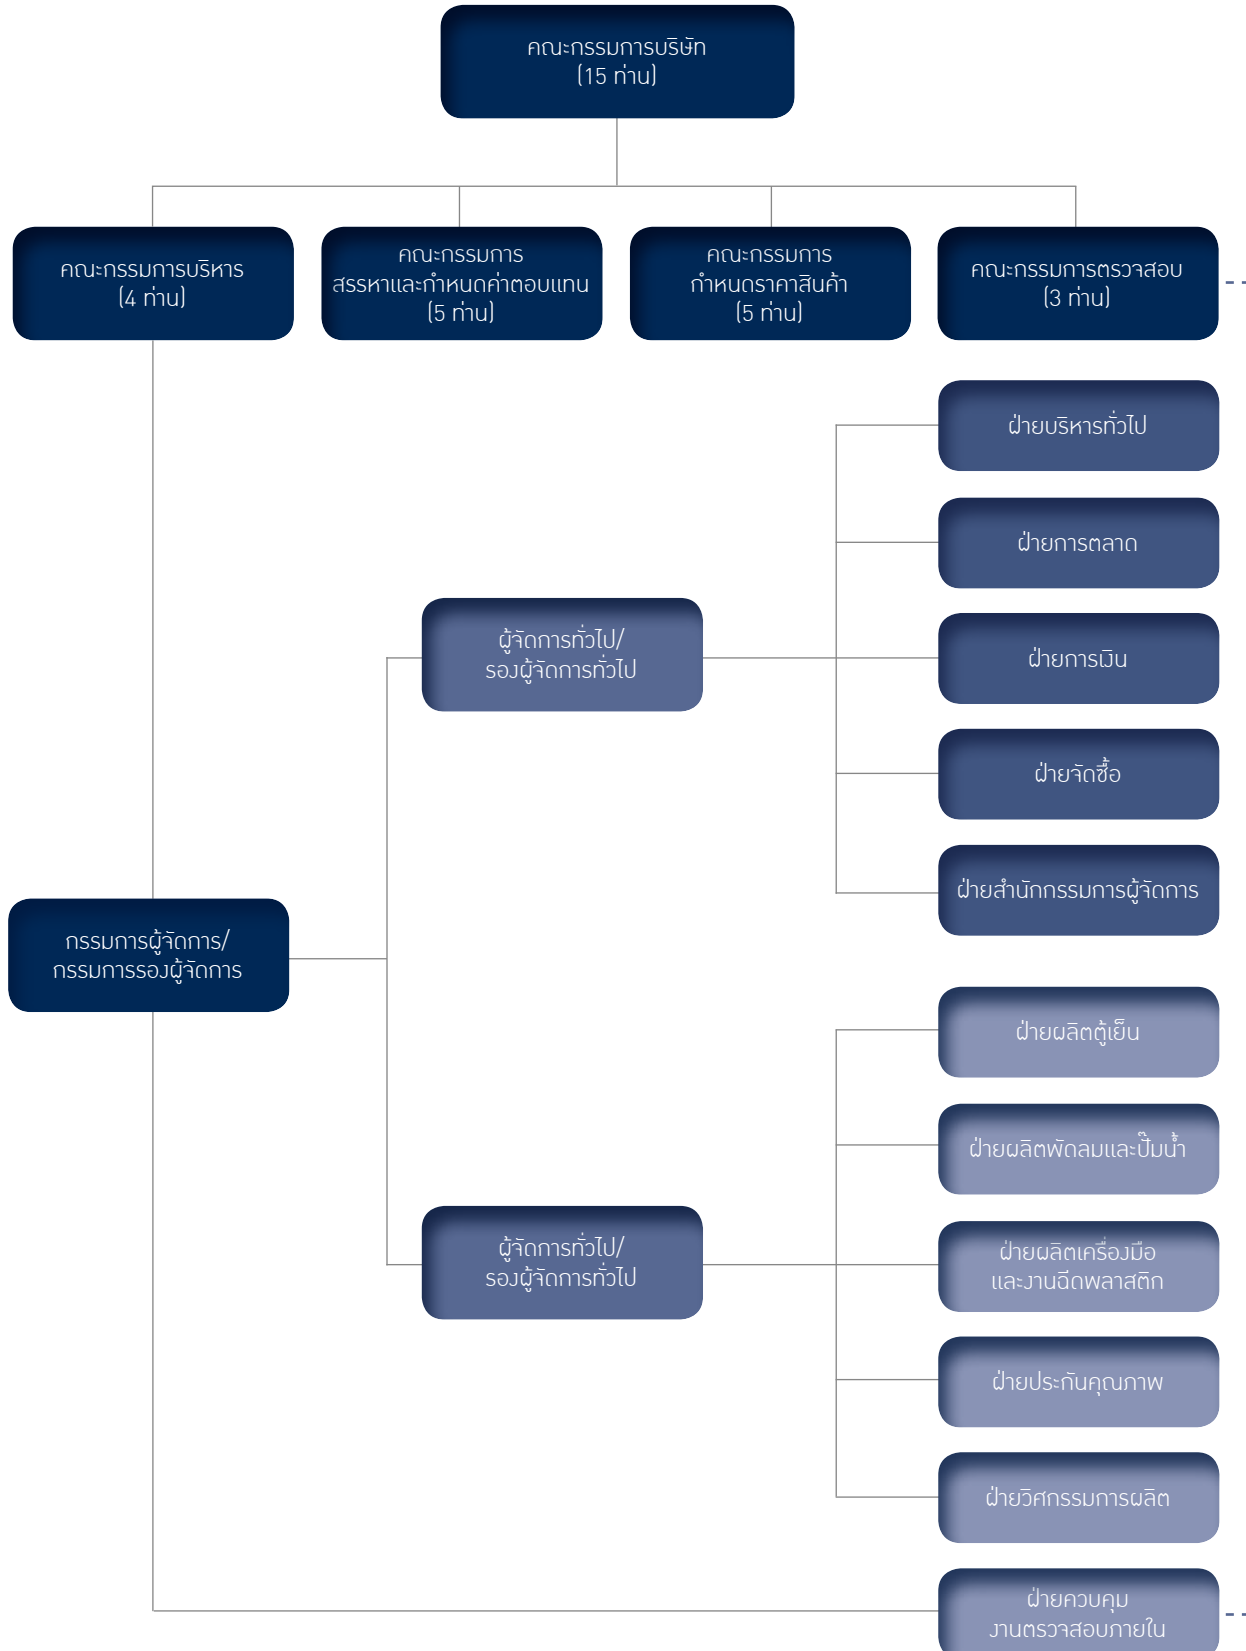 คณะกรรมการบริษัท
(15 ท่าน)
คณะกรรมการบริหาร
(4 ท่าน)
คณะกรรมการ
สรรหาและกำหนดค่าตอบแทน
(5 ท่าน)
คณะกรรมการ
กำหนดราคาสินค้า
(5 ท่าน)
คณะกรรมการตรวจสอบ
(3 ท่าน)
ฝ่ายบริหารทั่วไป
ฝ่ายการตลาด
ผู้จัดการทั่วไป/
รองผู้จัดการทั่วไป
ฝ่ายการเงิน
ฝ่ายจัดซื้อ
ฝ่ายสำนักกรรมการผู้จัดการ
กรรมการผู้จัดการ/
กรรมการรองผู้จัดการ
ฝ่ายผลิตตู้เย็น
ฝ่ายผลิตพัดลมและปั๊มน้ำ
ผู้จัดการทั่วไป/
รองผู้จัดการทั่วไป
ฝ่ายผลิตเครื่องมือ
และงานฉีดพลาสติก
ฝ่ายประกันคุณภาพ
ฝ่ายวิศกรรมการผลิต
ฝ่ายควบคุม
งานตรวจสอบภายใน